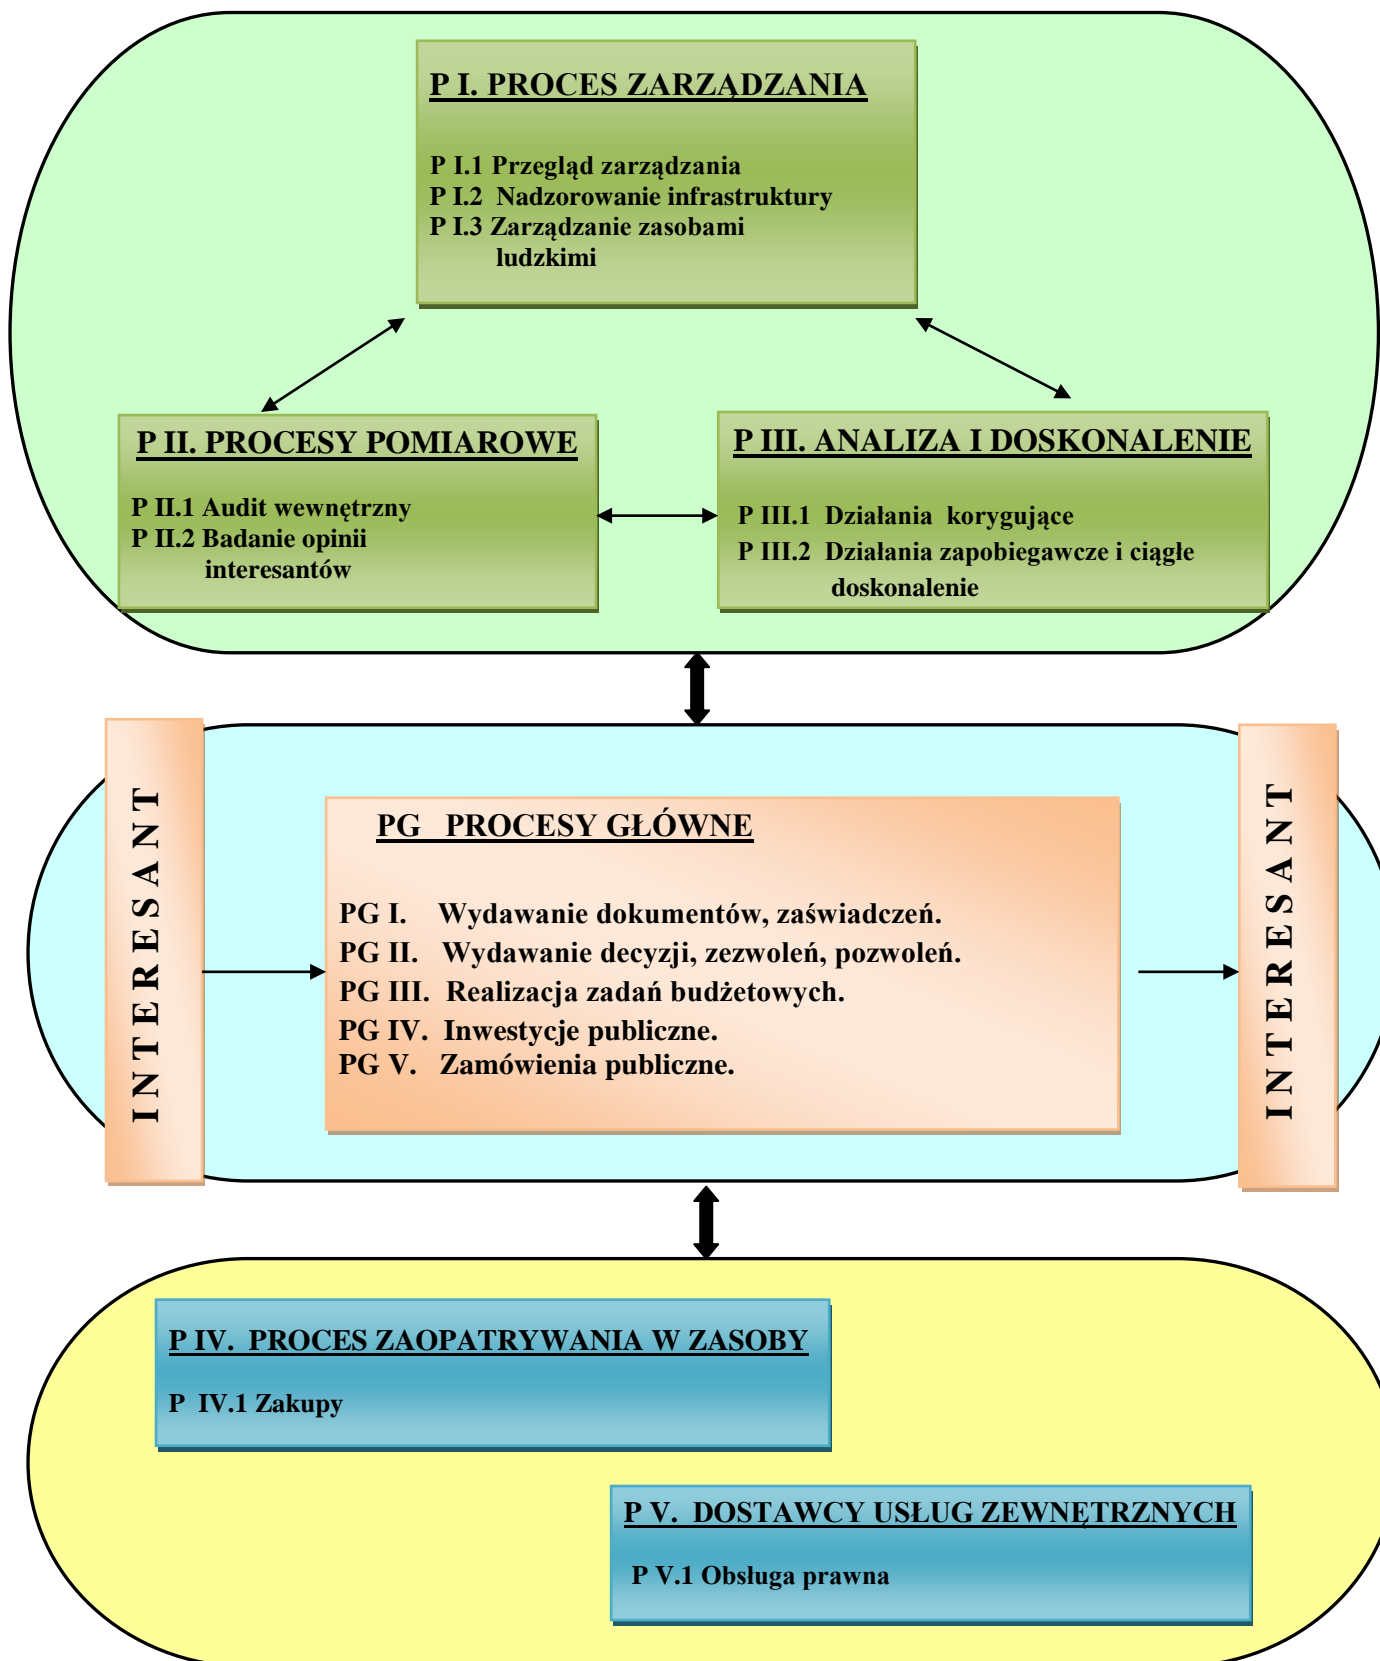 P I. PROCES ZARZĄDZANIA
P I.1 Przegląd zarządzania
P I.2 Nadzorowanie infrastruktury
P I.3 Zarządzanie zasobami
ludzkimi
P II. PROCESY POMIAROWE
P II.1 Audit wewnętrzny
P II.2 Badanie opinii
interesantów
P III. ANALIZA I DOSKONALENIE
P III.1 Działania korygujące
P III.2 Działania zapobiegawcze i ciągłe
doskonalenie
INTERESANT
PG PROCESY GŁÓWNE
PG I. Wydawanie dokumentów, zaświadczeń.
PG II. Wydawanie decyzji, zezwoleń, pozwoleń.
PG III. Realizacja zadań budżetowych.
PG IV. Inwestycje publiczne.
PG V. Zamówienia publiczne.
INTERESANT
P IV. PROCES ZAOPATRYWANIA W ZASOBY
P IV.1 Zakupy
P V. DOSTAWCY USŁUG ZEWNĘTRZNYCH
P V.1 Obsługa prawna